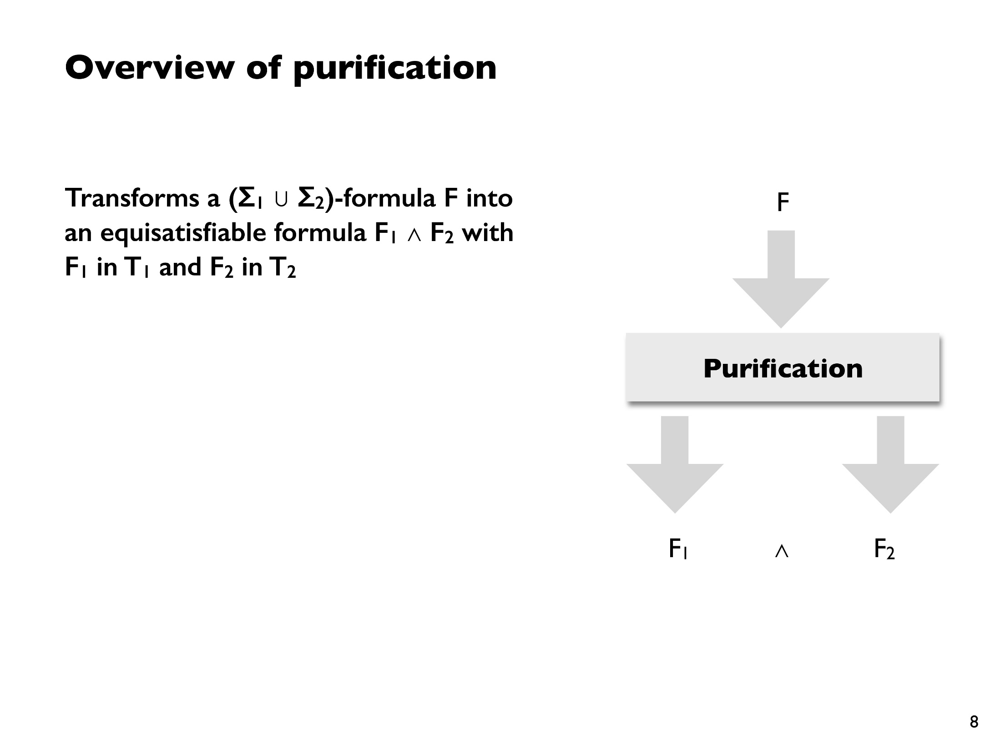 Overview of purification
Transforms a (Σ₁ ∪ Σ₂)-formula F into
an equisatisfiable formula F₁ ∧ F₂ with
F₁ in T₁ and F₂ in T₂
F
Purification
F₁ ∧ F₂
8